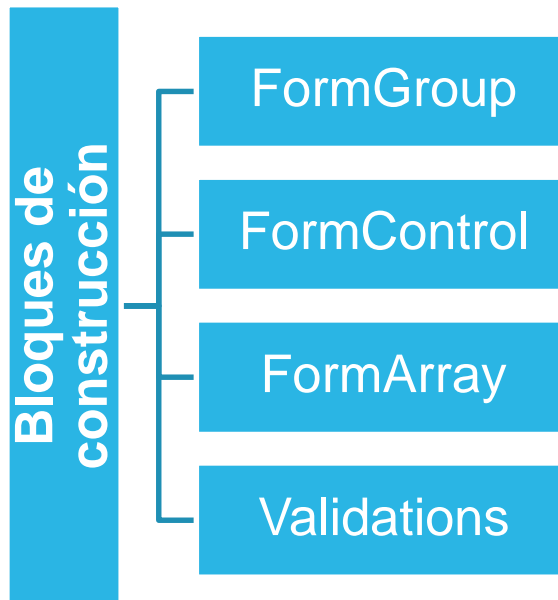 Bloques de
construcción
FormGroup
FormControl
FormArray
Validations